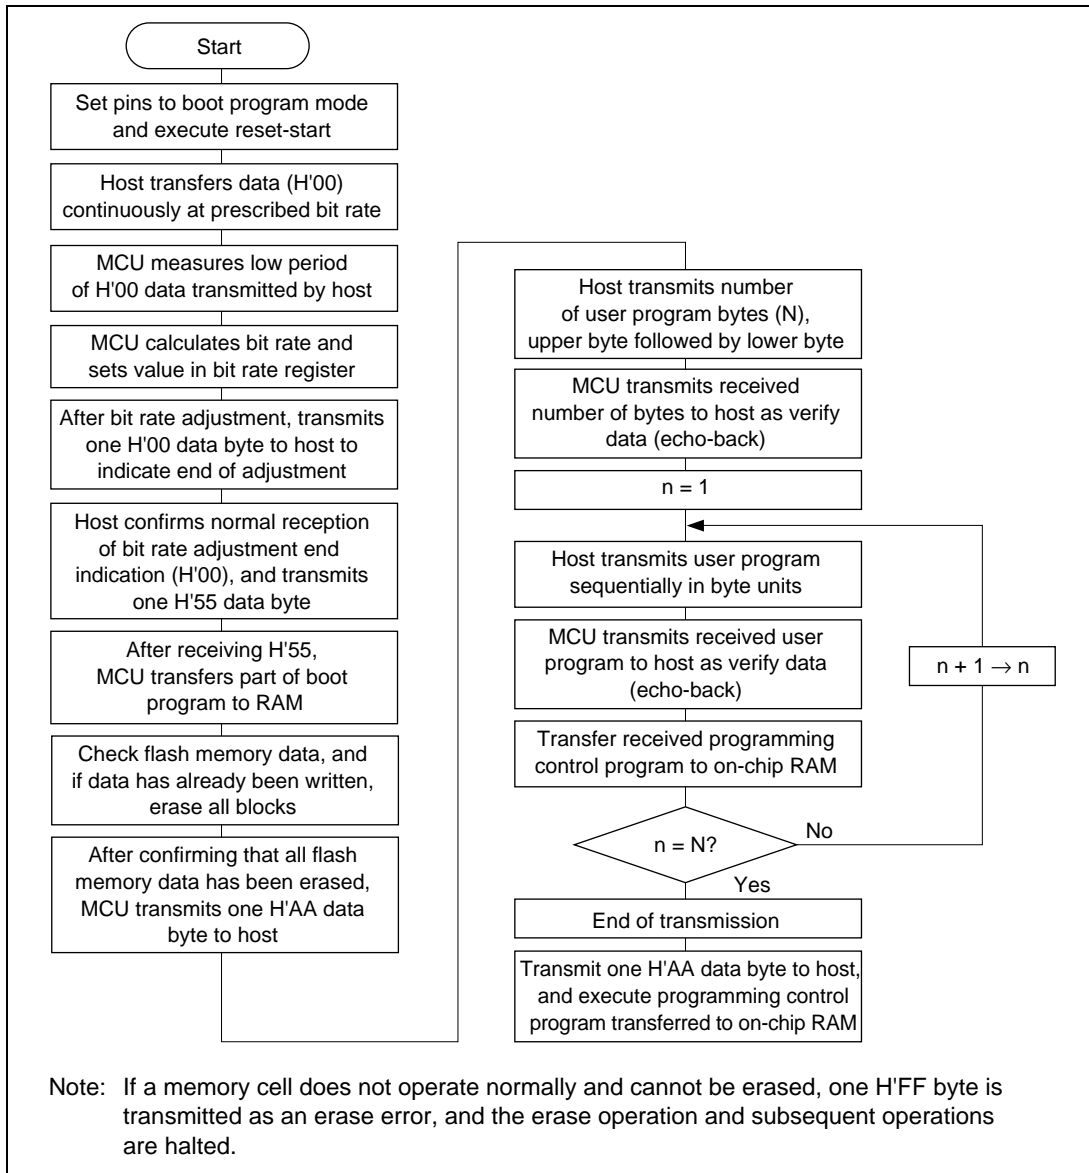 Start
Set pins to boot program mode
and execute reset-start
Host transfers data (H'00)
continuously at prescribed bit rate
MCU measures low period
of H'00 data transmitted by host
MCU calculates bit rate and
sets value in bit rate register
After bit rate adjustment, transmits
one H'00 data byte to host to
indicate end of adjustment
Host confirms normal reception
of bit rate adjustment end
indication (H'00), and transmits
one H'55 data byte
After receiving H'55,
MCU transfers part of boot
program to RAM
Check flash memory data, and
if data has already been written,
erase all blocks
After confirming that all flash
memory data has been erased,
MCU transmits one H'AA data
byte to host
Host transmits number
of user program bytes (N),
upper byte followed by lower byte
MCU transmits received
number of bytes to host as verify
data (echo-back)
n = 1
Host transmits user program
sequentially in byte units
MCU transmits received user
program to host as verify data
(echo-back)
n + 1 → n
Transfer received programming
control program to on-chip RAM
n = N?
No
Yes
End of transmission
Transmit one H'AA data byte to host,
and execute programming control
program transferred to on-chip RAM
Note: If a memory cell does not operate normally and cannot be erased, one H'FF byte is
transmitted as an erase error, and the erase operation and subsequent operations
are halted.